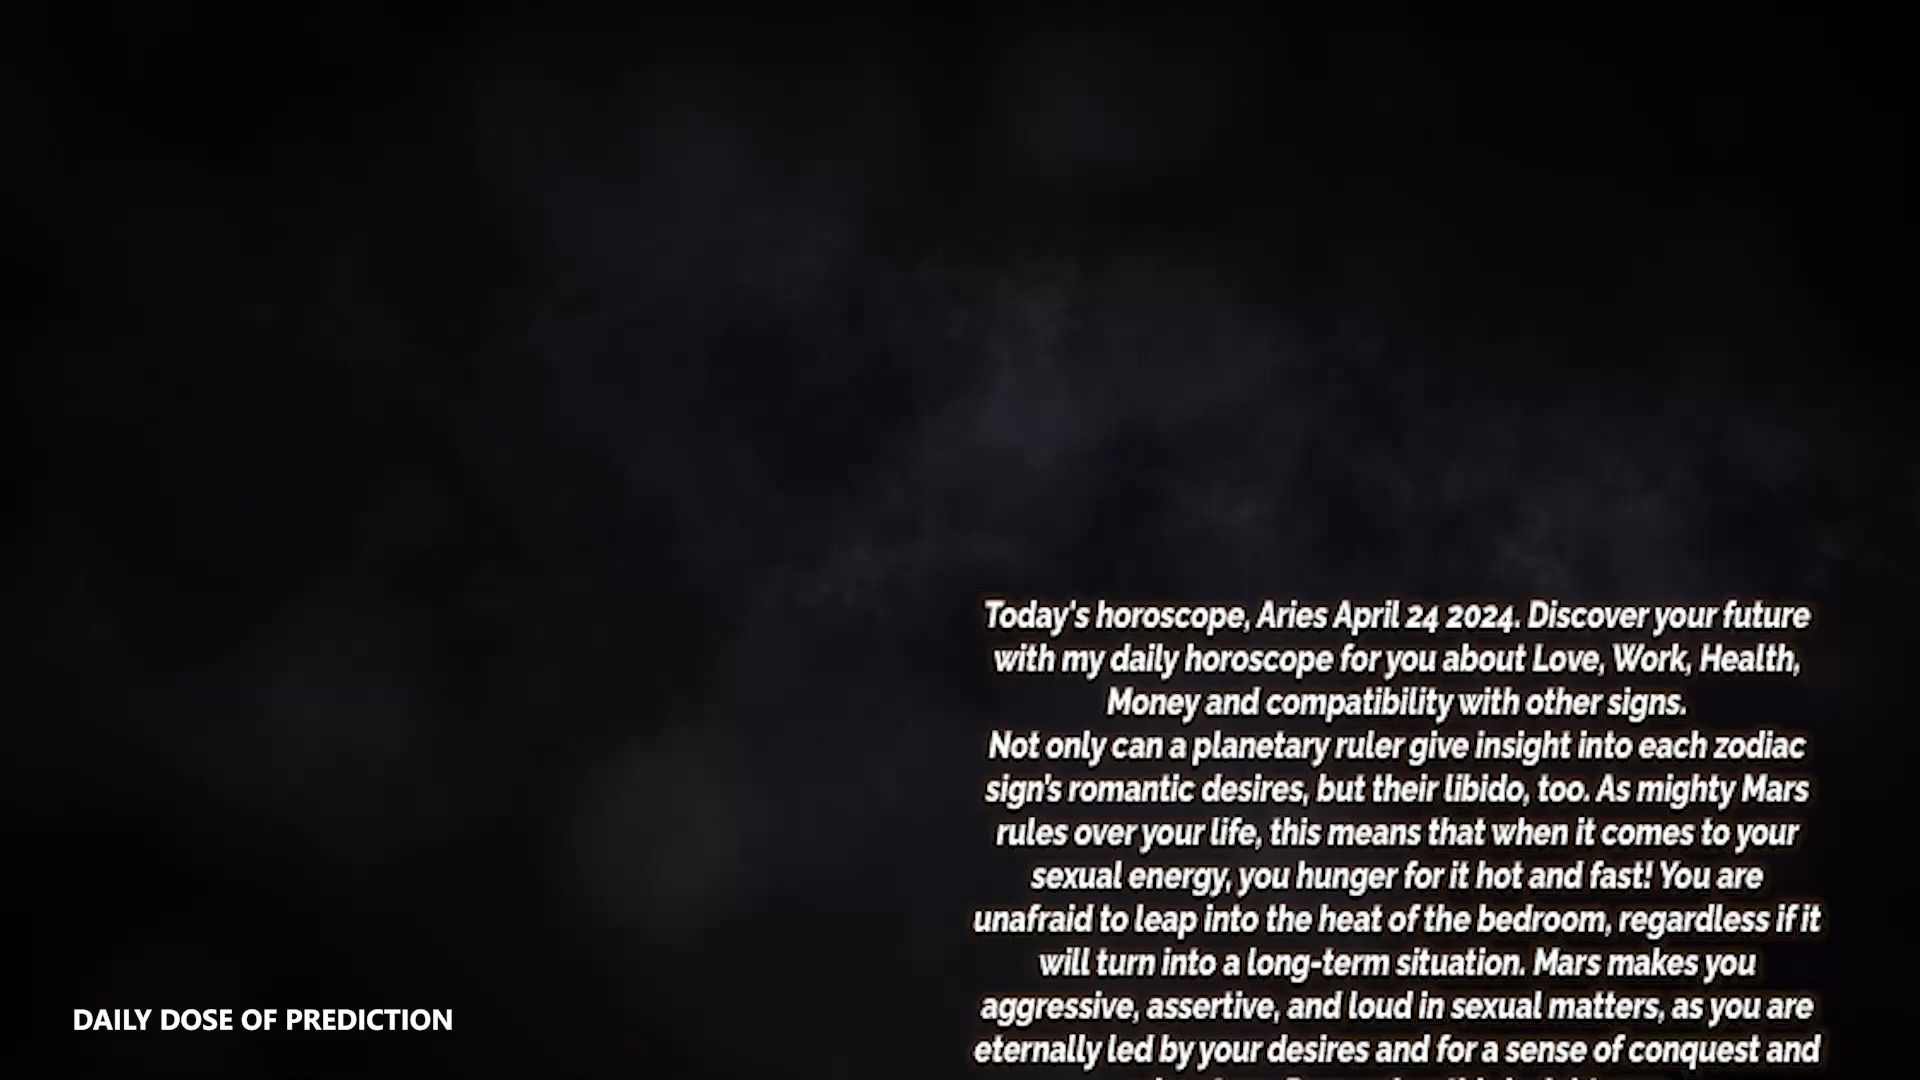 Today's horoscope, Aries April 24 2024. Discover your future
with my daily horoscope for you about Love, Work, Health,
Money and compatibility with other signs.
Not only can a planetary ruler give insight into each zodiac
sign's romantic desires, but their libido, too. As mighty Mars
rules over your life, this means that when it comes to your
sexual energy, you hunger for it hot and fast! You are
unafraid to leap into the heat of the bedroom, regardless if it
will turn into a long-term situation. Mars makes you
aggressive, assertive, and loud in sexual matters, as you are
eternally led by your desires and for a sense of conquest and
DAILY DOSE OF PREDICTION